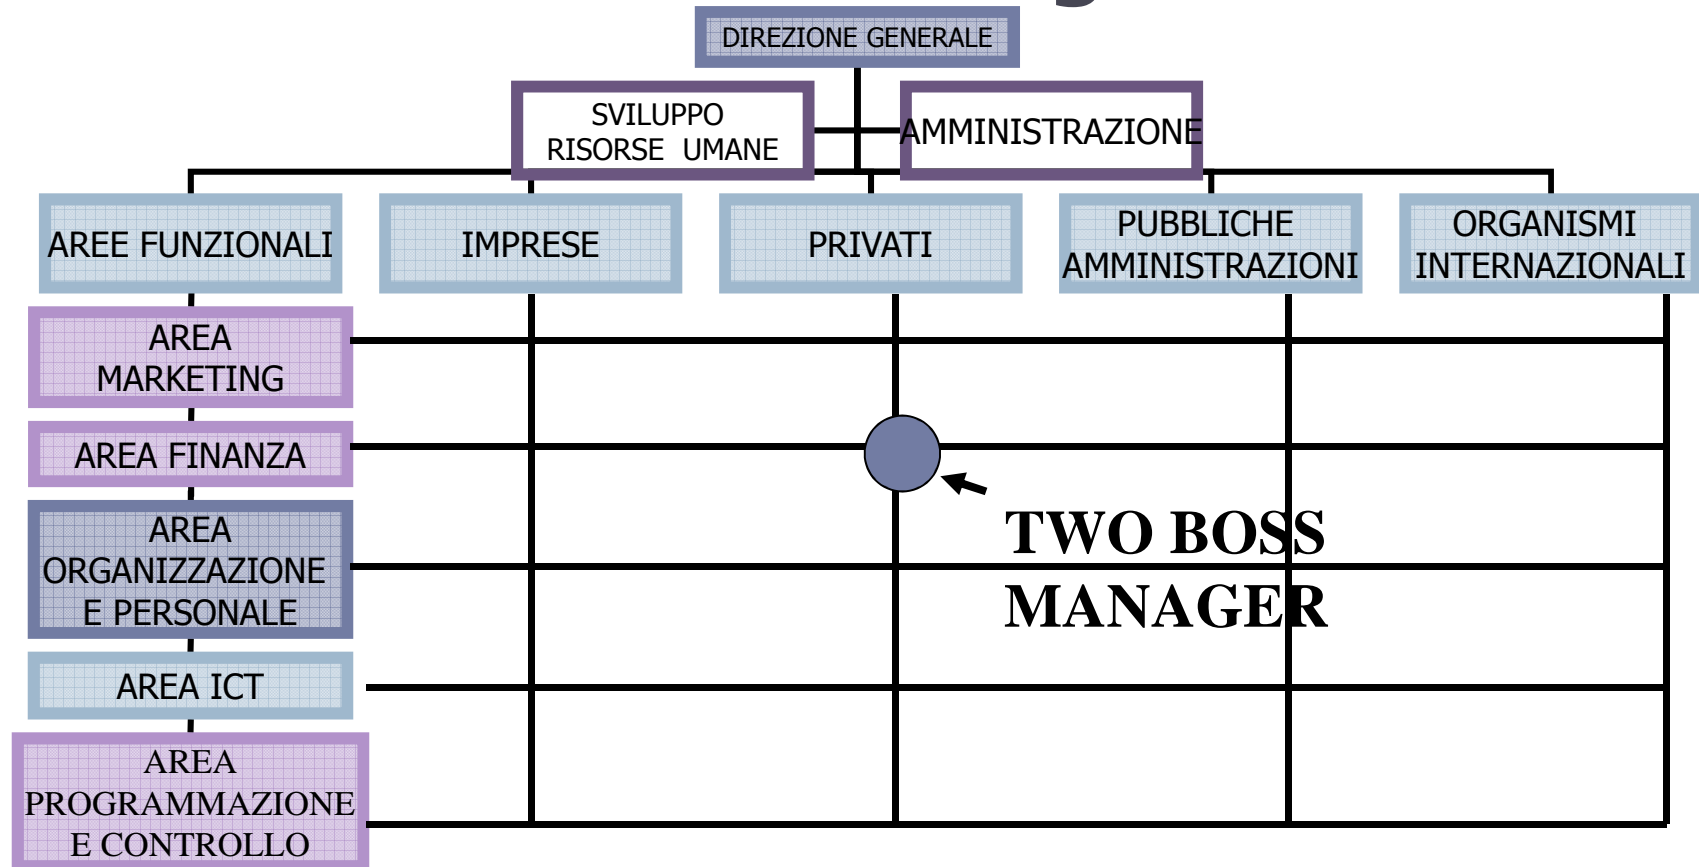 DIREZIONE GENERALE
SVILUPPO
RISORSE UMANE
AMMINISTRAZIONE
AREE FUNZIONALI
IMPRESE
PRIVATI
PUBBLICHE
AMMINISTRAZIONI
ORGANISMI
INTERNAZIONALI
AREA
MARKETING
AREA FINANZA
AREA
ORGANIZZAZIONE
E PERSONALE
AREA ICT
AREA
PROGRAMMAZIONE
E CONTROLLO
TWO BOSS
MANAGER